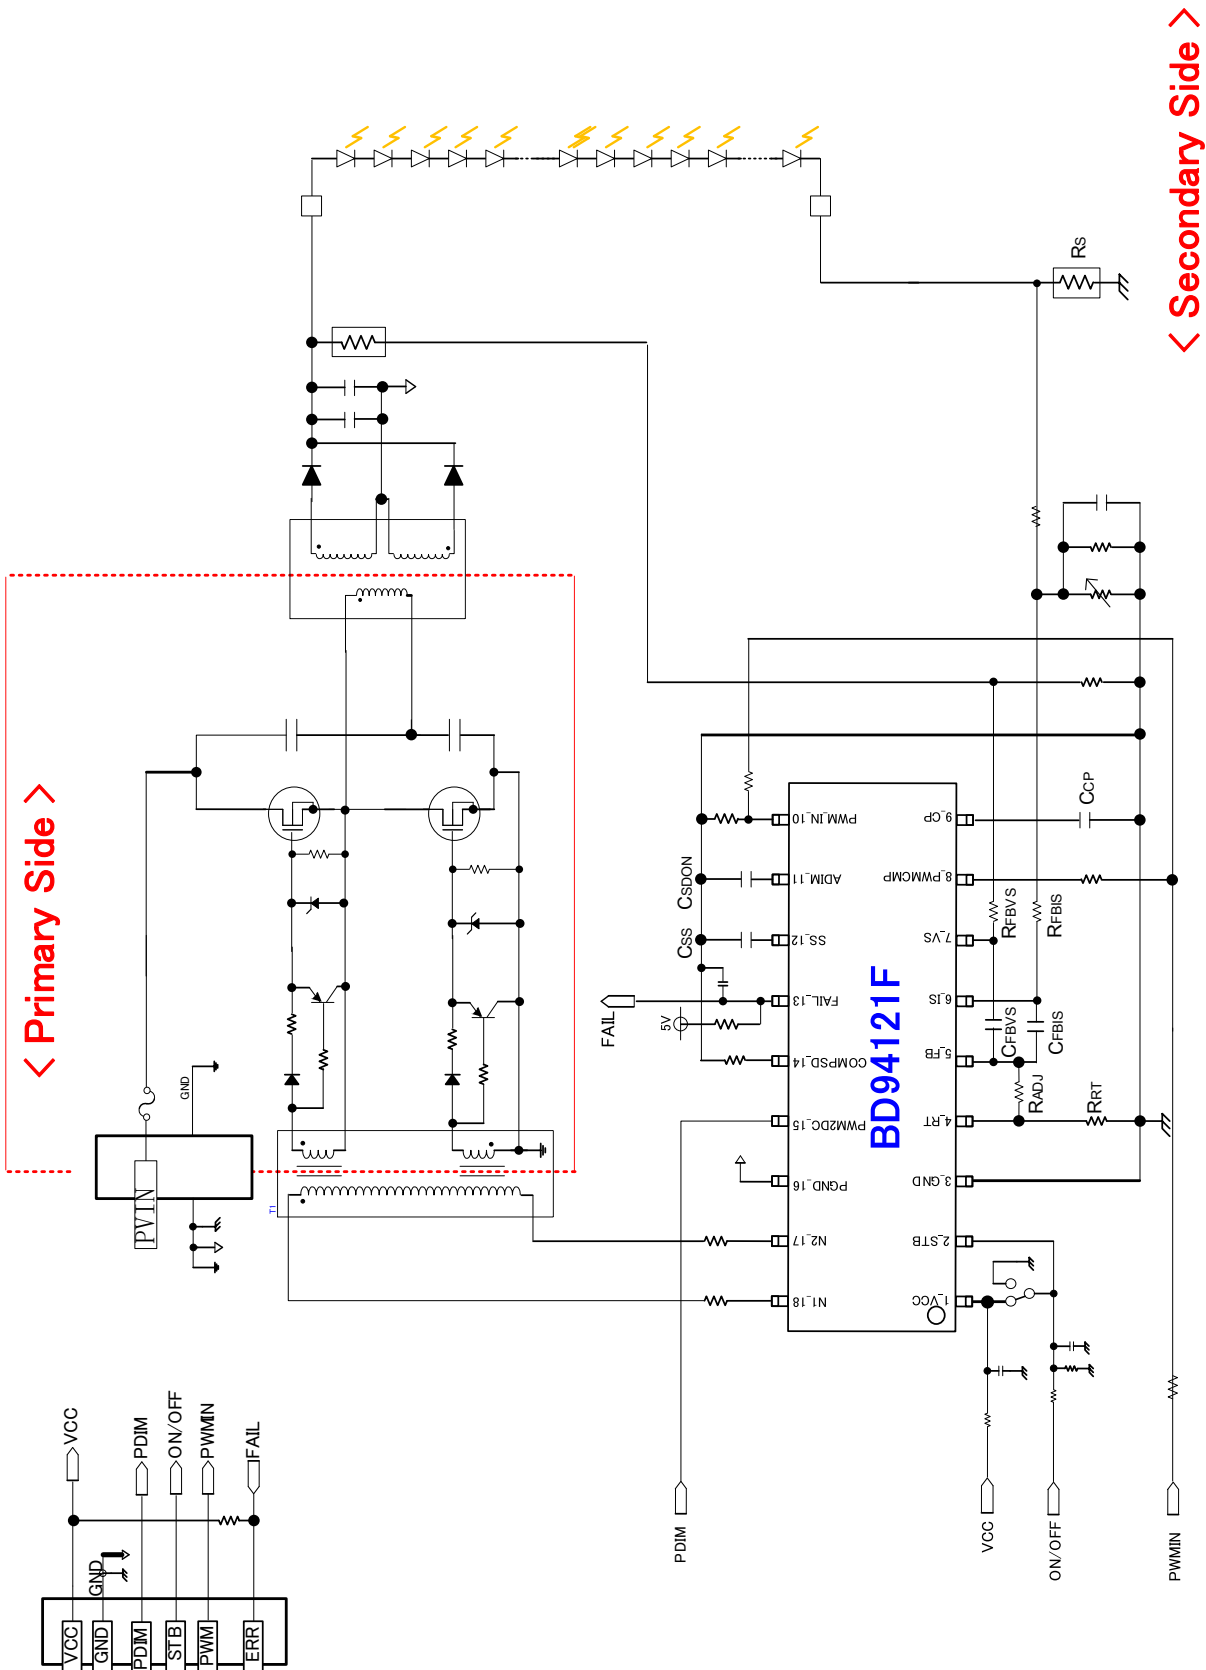 < Primary Side >
< Secondary Side >
RS
PVIN
GND
T1
FAIL
5V
CSS
CSDON
CCP
RFBVS
RFBIS
CFBVS
CFBIS
RADJ
RRT
BD94121F
PWM_IN_10
ADIM_11
SS_12
FAIL_13
COMPSD_14
PWM2DC_15
PGND_16
N2_17
N1_18
9_CP
8_PWMCMP
7_VS
6_IS
5_FB
4_RT
3_GND
2_STB
1_VCC
PDIM
VCC
ON/OFF
PWMIN
VCC
PDIM
ON/OFF
PWMIN
FAIL
GND
VCC
GND
PDIM
STB
PWM
ERR